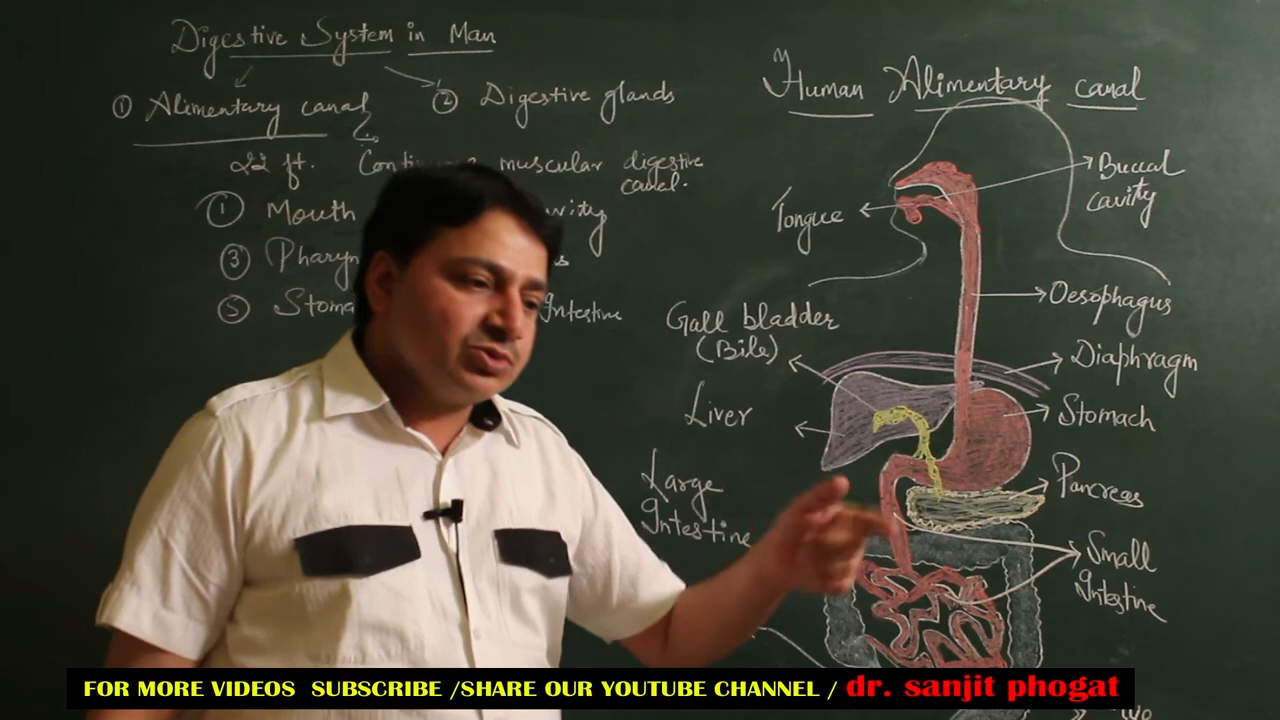 Digestive System in Man
① Alimentary canal
② Digestive glands
22 ft. muscular digestive
canal.
① Mouth
③
⑤ Intestine
Human Alimentary canal
Buccal
cavity
Tongue
Oesophagus
Gall bladder
(Bile)
Diaphragm
Liver
Stomach
Large
Intestine
Pancreas
Small
Intestine
FOR MORE VIDEOS SUBSCRIBE /SHARE OUR YOUTUBE CHANNEL / dr. sanjit phogat